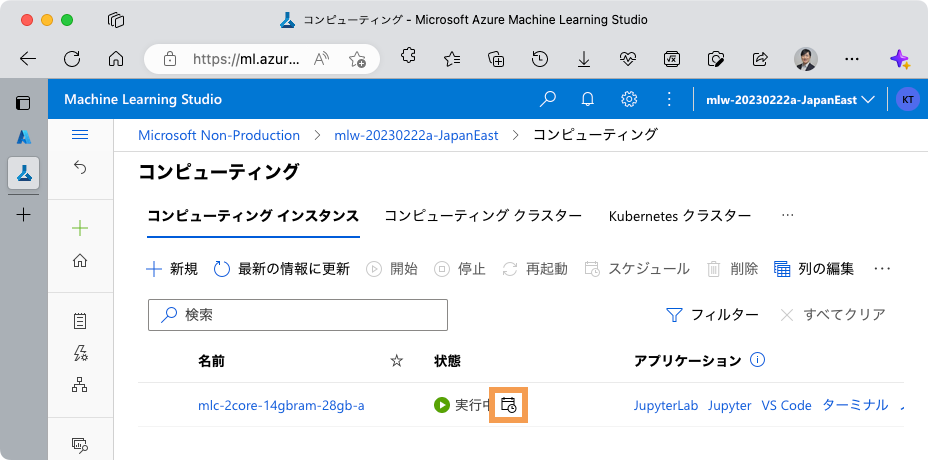 コンピューティング - Microsoft Azure Machine Learning Studio
https://ml.azur...
Machine Learning Studio
mlw-20230222a-JapanEast
KT
Microsoft Non-Production > mlw-20230222a-JapanEast > コンピューティング
コンピューティング
コンピューティング インスタンス コンピューティング クラスター Kubernetes クラスター ...
新規 最新の情報に更新 開始 停止 再起動 スケジュール 削除 列の編集 ...
検索 フィルター すべてクリア
名前 状態 アプリケーション
mlc-2core-14gbram-28gb-a 実行中 JupyterLab Jupyter VS Code ターミナル